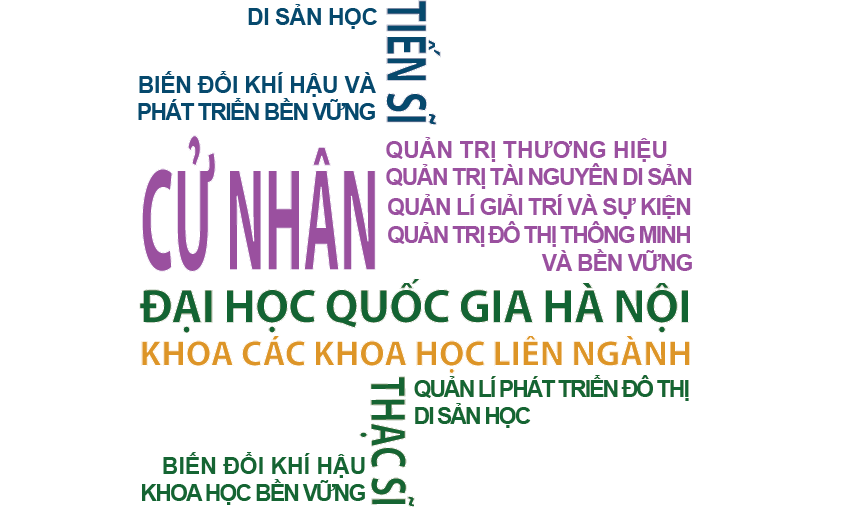 DI SẢN HỌC
TIẾN SĨ
BIẾN ĐỔI KHÍ HẬU VÀ
PHÁT TRIỂN BỀN VỮNG
CỬ NHÂN
QUẢN TRỊ THƯƠNG HIỆU
QUẢN TRỊ TÀI NGUYÊN DI SẢN
QUẢN LÍ GIẢI TRÍ VÀ SỰ KIỆN
QUẢN TRỊ ĐÔ THỊ THÔNG MINH
VÀ BỀN VỮNG
ĐẠI HỌC QUỐC GIA HÀ NỘI
KHOA CÁC KHOA HỌC LIÊN NGÀNH
THẠC SĨ
QUẢN LÍ PHÁT TRIỂN ĐÔ THỊ
DI SẢN HỌC
BIẾN ĐỔI KHÍ HẬU
KHOA HỌC BỀN VỮNG